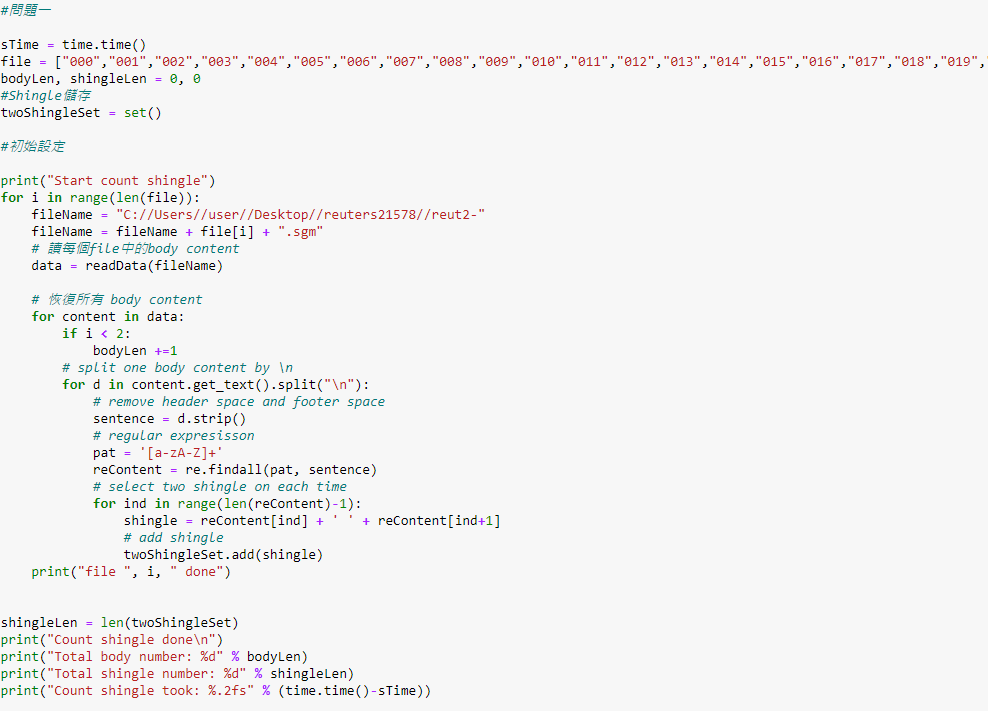 #問題一
sTime = time.time()
file = ["000","001","002","003","004","005","006","007","008","009","010","011","012","013","014","015","016","017","018","019",
bodyLen, shingleLen = 0, 0
#Shingle儲存
twoShingleSet = set()
#初始設定
print("Start count shingle")
for i in range(len(file)):
    fileName = "C://Users//user//Desktop//reuters21578//reut2-"
    fileName = fileName + file[i] + ".sgm"
    # 讀每個file中的body content
    data = readData(fileName)
    # 恢復所有 body content
    for content in data:
        if i < 2:
            bodyLen +=1
        # split one body content by \n
        for d in content.get_text().split("\n"):
            # remove header space and footer space
            sentence = d.strip()
            # regular expresisson
            pat = '[a-zA-Z]+'
            reContent = re.findall(pat, sentence)
            # select two shingle on each time
            for ind in range(len(reContent)-1):
                shingle = reContent[ind] + ' ' + reContent[ind+1]
                # add shingle
                twoShingleSet.add(shingle)
    print("file ", i, " done")
shingleLen = len(twoShingleSet)
print("Count shingle done\n")
print("Total body number: %d" % bodyLen)
print("Total shingle number: %d" % shingleLen)
print("Count shingle took: %.2fs" % (time.time()-sTime))